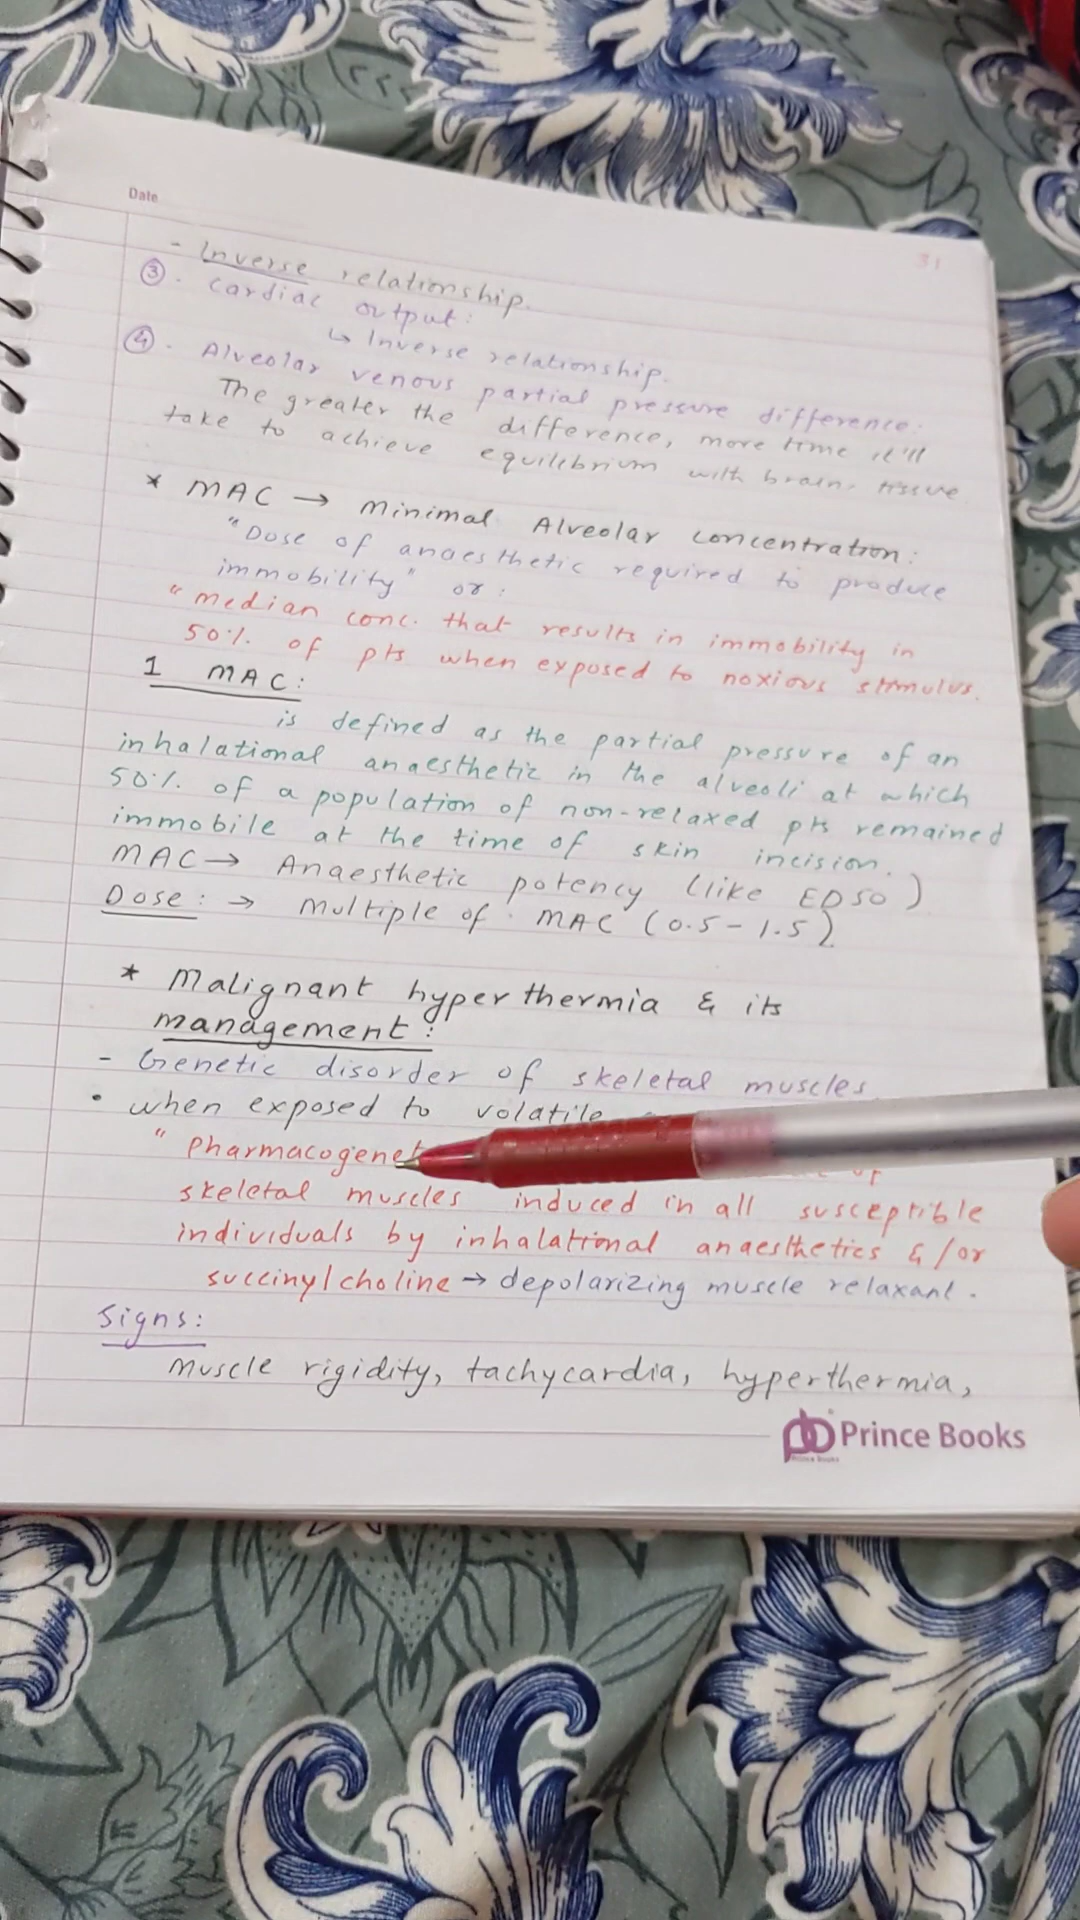 Date
31
- Inverse relationship.
③. Cardiac output:
↳ Inverse relationship.
④. Alveolar venous partial pressure difference:
The greater the difference, more time it'll
take to achieve equilibrium with brain tissue
* MAC → Minimal Alveolar concentration:
"Dose of anaesthetic required to produce
immobility" or:
"median conc. that results in immobility in
50% of pts when exposed to noxious stimulus.
1 MAC:
is defined as the partial pressure of an
inhalational anaesthetic in the alveoli at which
50% of a population of non-relaxed pts remained
immobile at the time of skin incision.
MAC → Anaesthetic potency (like ED50)
Dose: → Multiple of MAC (0.5-1.5)
* Malignant hyperthermia & its
management:
- Genetic disorder of skeletal muscles
• when exposed to volatile
"Pharmacogenet of
skeletal muscles induced in all susceptible
individuals by inhalational anaesthetics &/or
succinylcholine → depolarizing muscle relaxant.
Signs:
Muscle rigidity, tachycardia, hyperthermia,
pb Prince Books
Prince Books